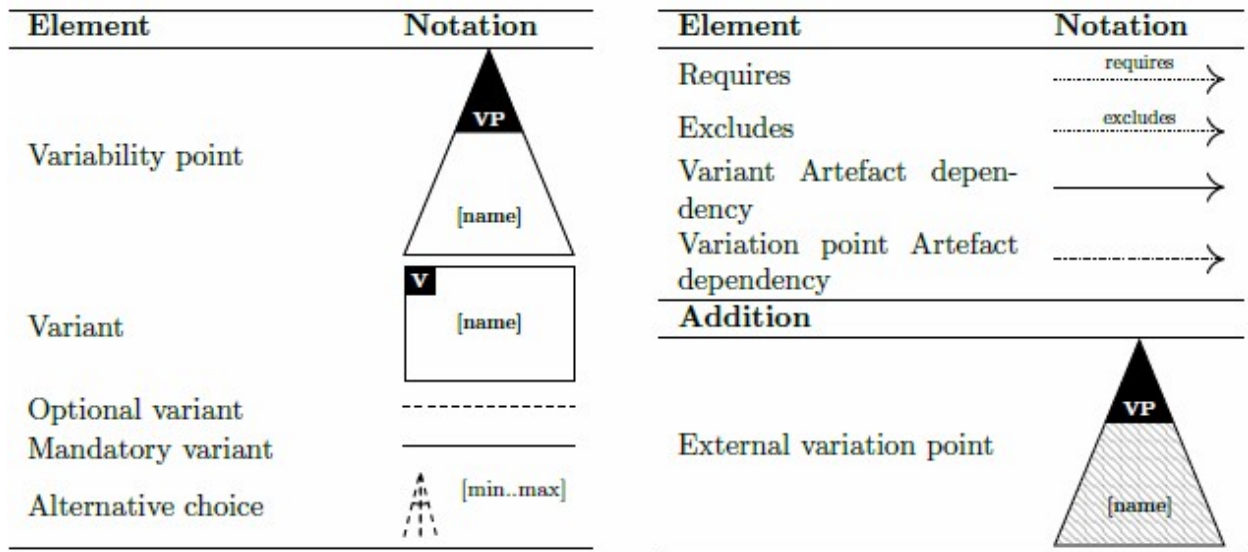 Element Notation
VP
Variability point
[name]
V
[name]
Variant
Optional variant
Mandatory variant
[min..max]
Alternative choice
Element Notation
requires
Requires
excludes
Excludes
Variant Artefact depen-
dency
Variation point Artefact
dependency
Addition
VP
External variation point
[name]